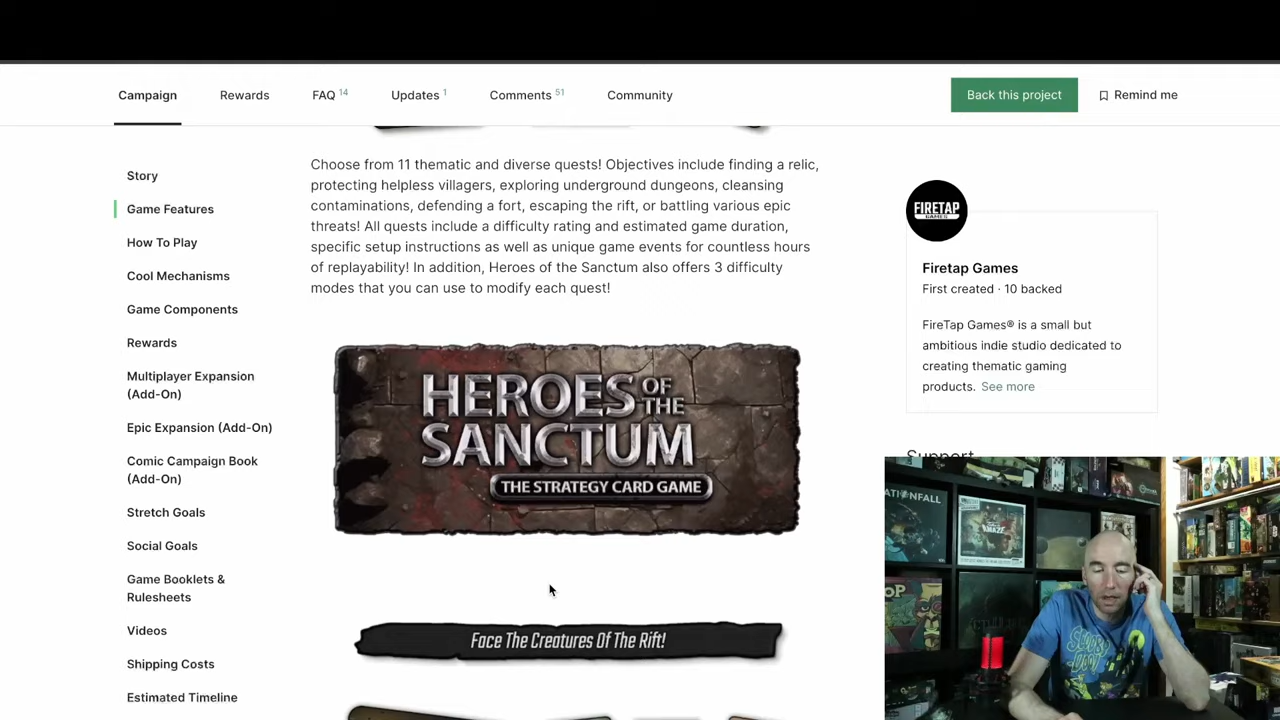 Campaign
Rewards
FAQ 14
Updates 1
Comments 51
Community
Back this project
Remind me
Story
Game Features
How To Play
Cool Mechanisms
Game Components
Rewards
Multiplayer Expansion
(Add-On)
Epic Expansion (Add-On)
Comic Campaign Book
(Add-On)
Stretch Goals
Social Goals
Game Booklets &
Rulesheets
Videos
Shipping Costs
Estimated Timeline
Choose from 11 thematic and diverse quests! Objectives include finding a relic,
protecting helpless villagers, exploring underground dungeons, cleansing
contaminations, defending a fort, escaping the rift, or battling various epic
threats! All quests include a difficulty rating and estimated game duration,
specific setup instructions as well as unique game events for countless hours
of replayability! In addition, Heroes of the Sanctum also offers 3 difficulty
modes that you can use to modify each quest!
HEROES OF THE
SANCTUM
THE STRATEGY CARD GAME
Face The Creatures Of The Rift!
FIRETAP
GAMES
Firetap Games
First created · 10 backed
FireTap Games® is a small but
ambitious indie studio dedicated to
creating thematic gaming
products. See more
Support